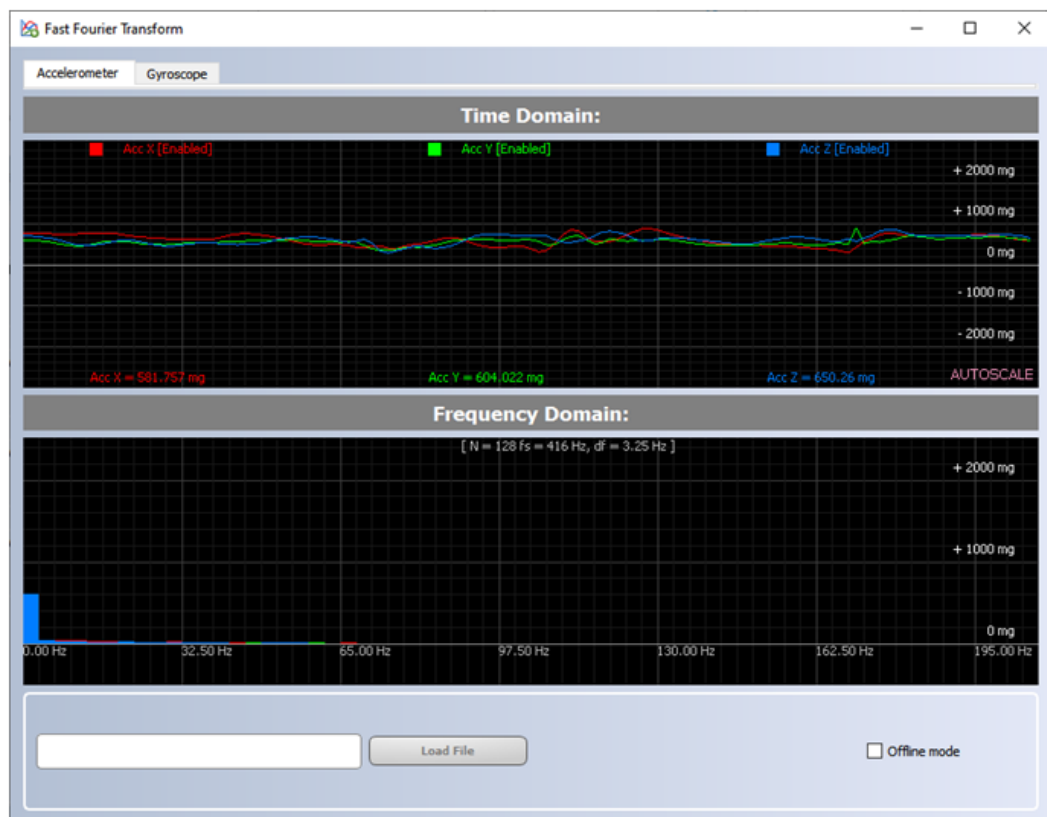 Fast Fourier Transform
Accelerometer Gyroscope
Time Domain:
Acc X [Enabled] Acc Y [Enabled] Acc Z [Enabled]
+ 2000 mg
+ 1000 mg
0 mg
- 1000 mg
- 2000 mg
Acc X = 581.757 mg Acc Y = 604.022 mg Acc Z = 650.26 mg AUTOSCALE
Frequency Domain:
[ N = 128 fs = 416 Hz, df = 3.25 Hz ]
+ 2000 mg
+ 1000 mg
0 mg
0.00 Hz 32.50 Hz 65.00 Hz 97.50 Hz 130.00 Hz 162.50 Hz 195.00 Hz
Load File Offline mode